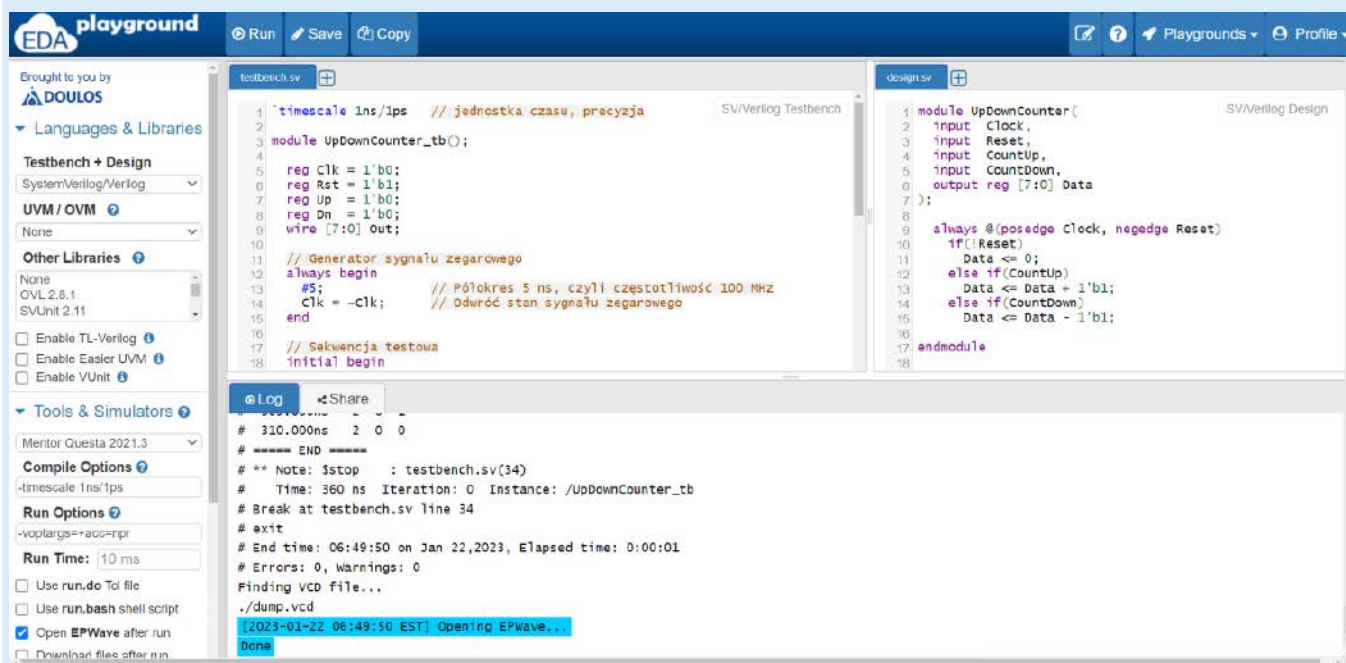 EDA playground
Run Save Copy Playgrounds Profile
Brought to you by
DOULOS
Languages & Libraries
Testbench + Design
SystemVerilog/Verilog
UVM / OVM
None
Other Libraries
None
OVL 2.8.1
SVUnit 2.11
Enable TL-Verilog
Enable Easier UVM
Enable VUnit
Tools & Simulators
Mentor Questa 2021.3
Compile Options
-timescale 1ns/1ps
Run Options
-voptargs=+acc=npr
Run Time: 10 ms
Use run.do Tcl file
Use run.bash shell script
Open EPWave after run
Download files after run
testbench.sv
SV/Verilog Testbench
1 `timescale 1ns/1ps // jednostka czasu, precyzja
2
3 module UpDownCounter_tb();
4
5 reg Clk = 1'b0;
6 reg Rst = 1'b1;
7 reg Up = 1'b0;
8 reg Dn = 1'b0;
9 wire [7:0] Out;
10
11 // Generator sygnału zegarowego
12 always begin
13 #5; // Półokres 5 ns, czyli częstotliwość 100 MHz
14 Clk = ~Clk; // Odwróć stan sygnału zegarowego
15 end
16
17 // Sekwencja testowa
18 initial begin
design.sv
SV/Verilog Design
1 module UpDownCounter(
2 input Clock,
3 input Reset,
4 input CountUp,
5 input CountDown,
6 output reg [7:0] Data
7 );
8
9 always @(posedge Clock, negedge Reset)
10 if(!Reset)
11 Data <= 0;
12 else if(CountUp)
13 Data <= Data + 1'b1;
14 else if(CountDown)
15 Data <= Data - 1'b1;
16
17 endmodule
18
Log Share
# 310.000ns 2 0 0
# ===== END =====
# ** Note: $stop : testbench.sv(34)
# Time: 360 ns Iteration: 0 Instance: /UpDownCounter_tb
# Break at testbench.sv line 34
# exit
# End time: 06:49:50 on Jan 22,2023, Elapsed time: 0:00:01
# Errors: 0, Warnings: 0
Finding VCD file...
./dump.vcd
[2023-01-22 06:49:50 EST] Opening EPWave...
Done